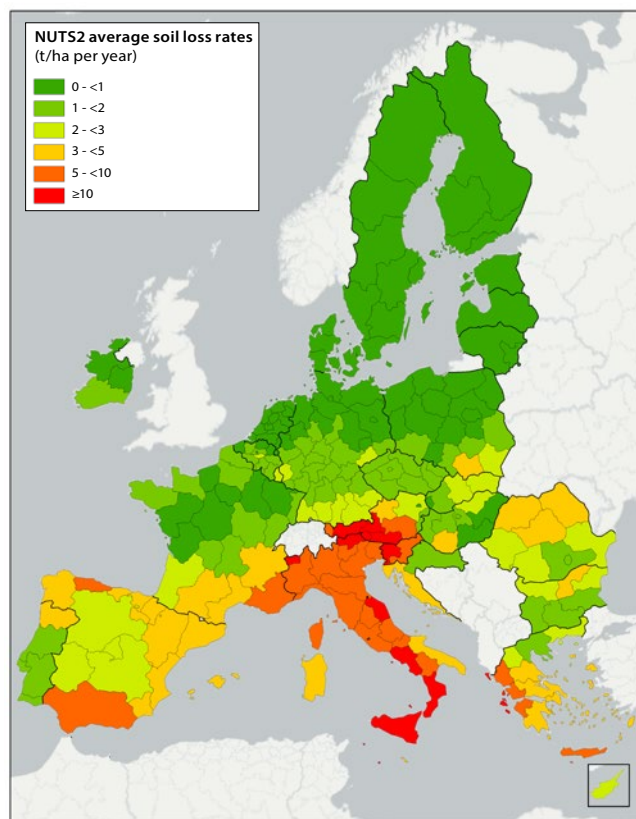 NUTS2 average soil loss rates
(t/ha per year)
0 - <1
1 - <2
2 - <3
3 - <5
5 - <10
≥10